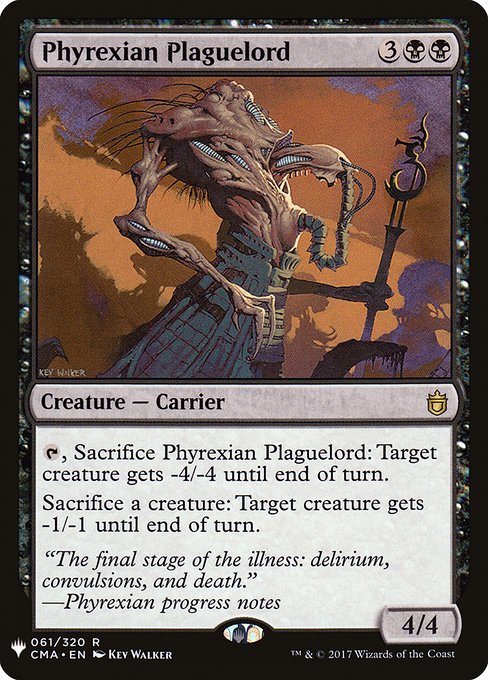 Phyrexian Plaguelord 3
KEV WALKER
Creature — Carrier
, Sacrifice Phyrexian Plaguelord: Target
creature gets -4/-4 until end of turn.
Sacrifice a creature: Target creature gets
-1/-1 until end of turn.
“The final stage of the illness: delirium,
convulsions, and death.”
—Phyrexian progress notes
4/4
061/320 R
CMA • EN Kev Walker
™ & © 2017 Wizards of the Coast